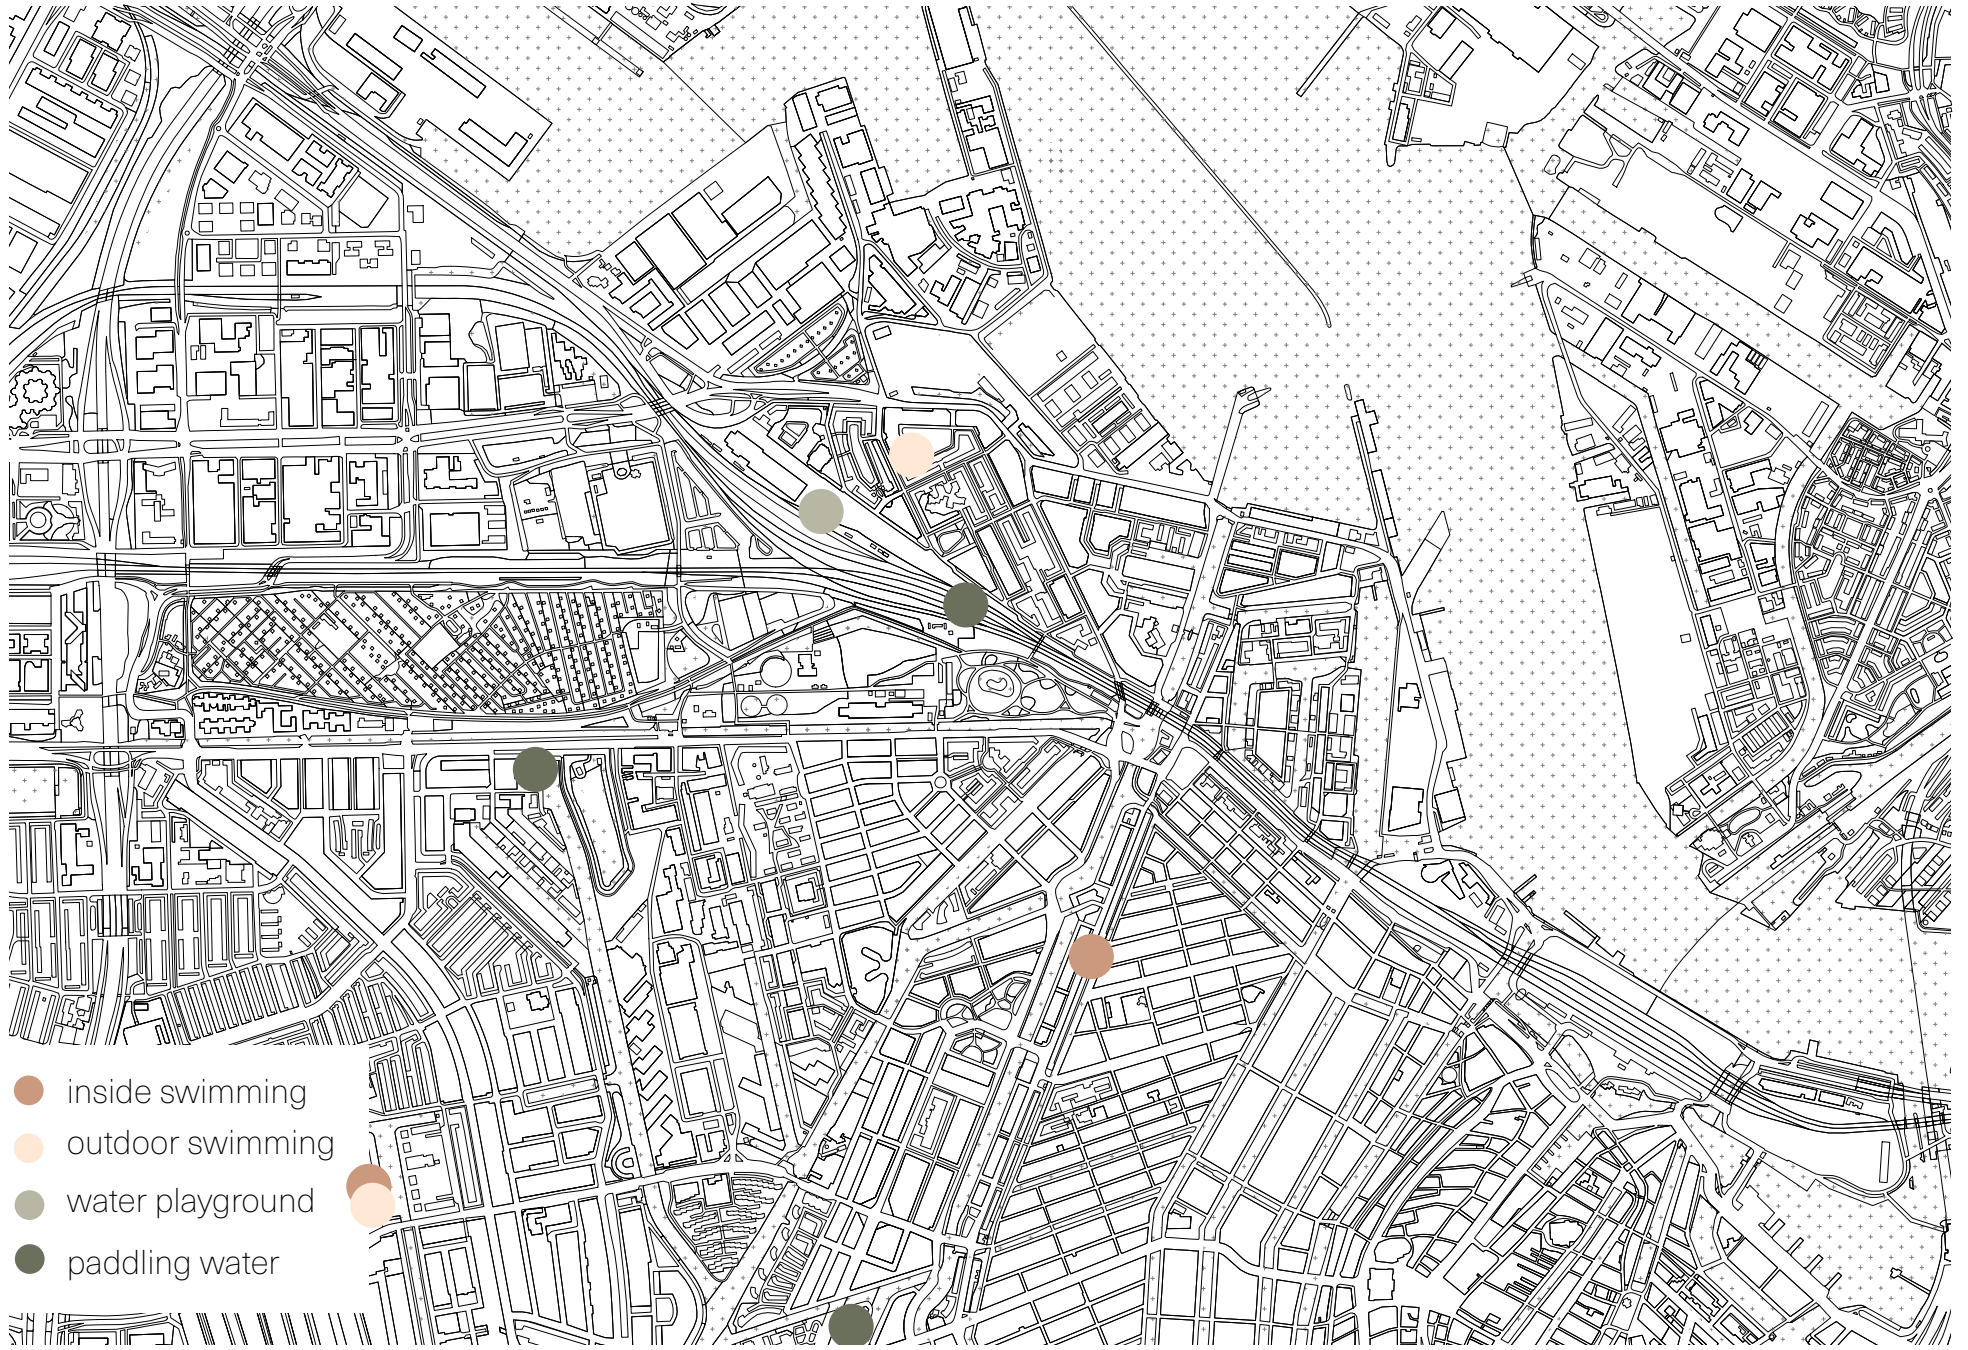 inside swimming
outdoor swimming
water playground
paddling water